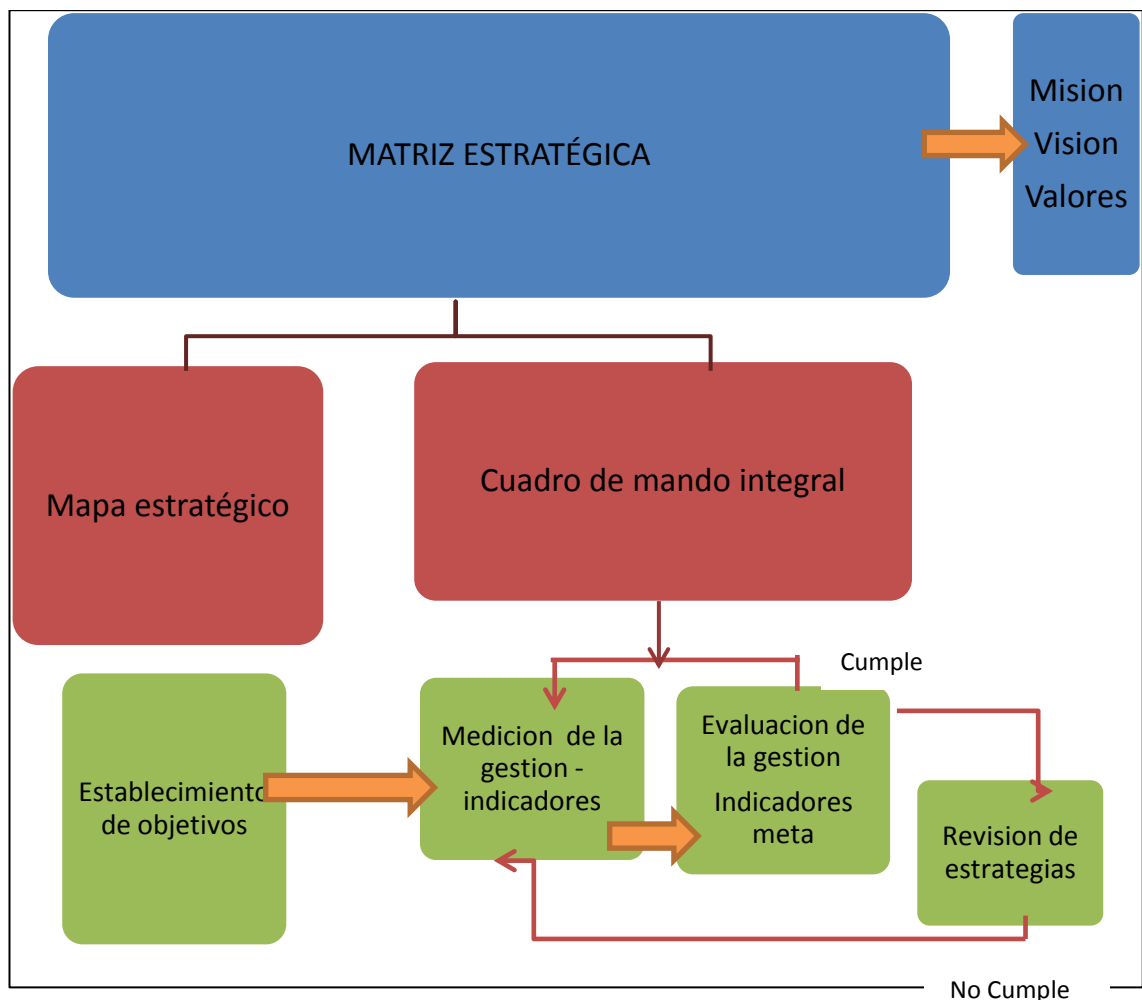 MATRIZ ESTRATÉGICA
Mision
Vision
Valores
Mapa estratégico
Cuadro de mando integral
Cumple
Establecimiento
de objetivos
Medicion de la
gestion -
indicadores
Evaluacion de
la gestion
Indicadores
meta
Revision de
estrategias
No Cumple